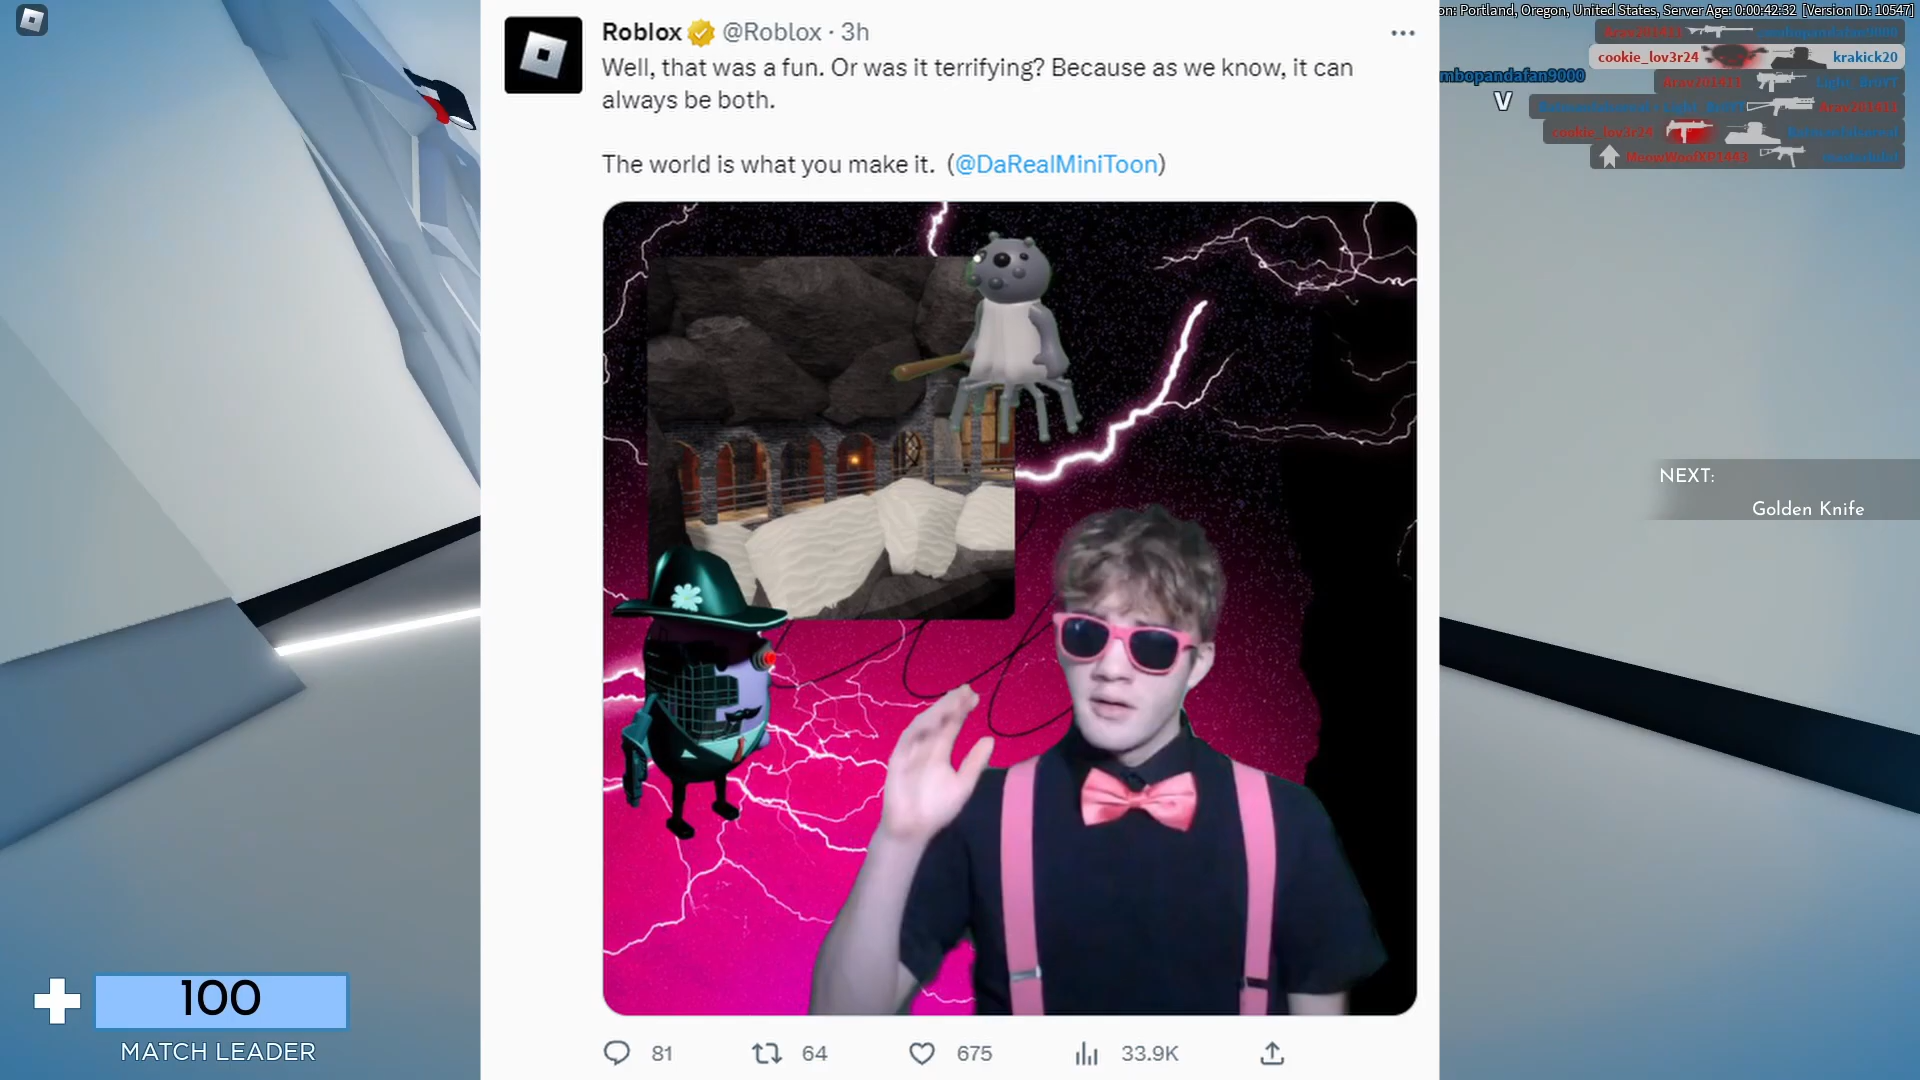 Roblox @Roblox · 3h
Well, that was a fun. Or was it terrifying? Because as we know, it can
always be both.
The world is what you make it. (@DaRealMiniToon)
81 64 675 33.9K
on: Portland, Oregon, United States, Server Age: 0:00:42:32 [Version ID: 10547]
cookie_lov3r24 krakick20
mbopandafan9000
V
cookie_lov3r24
NEXT:
Golden Knife
100
MATCH LEADER